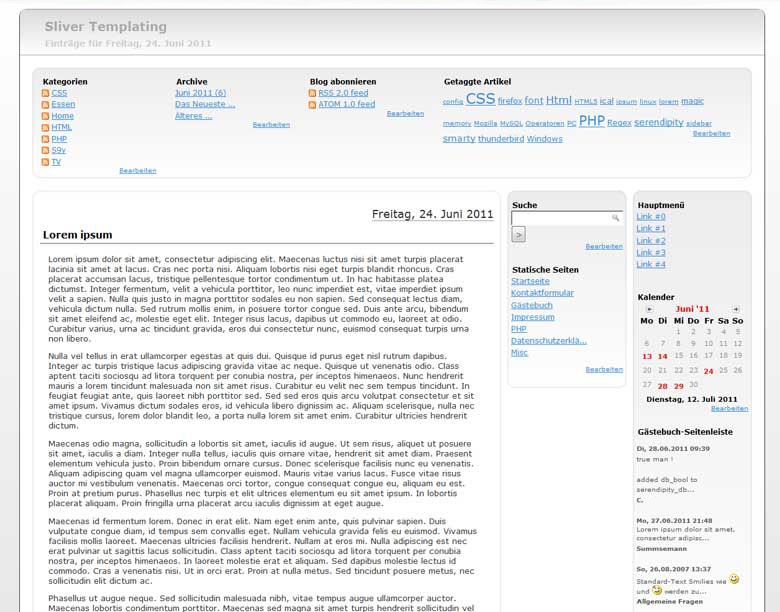 Sliver Templating
Einträge für Freitag, 24. Juni 2011
Kategorien
CSS
Essen
Home
HTML
PHP
S9y
TV
Bearbeiten
Archive
Juni 2011 (6)
Das Neueste ...
Älteres ...
Bearbeiten
Blog abonnieren
RSS 2.0 feed
ATOM 1.0 feed
Bearbeiten
Getaggte Artikel
config CSS firefox font Html HTML5 ical ipsum linux lorem magic
memory Mozilla MySQL Operatoren PC PHP Regex serendipity sidebar
smarty thunderbird Windows
Bearbeiten
Freitag, 24. Juni 2011
Lorem ipsum
Lorem ipsum dolor sit amet, consectetur adipiscing elit. Maecenas luctus nisi sit amet turpis placerat
lacinia sit amet at lacus. Cras nec porta nisi. Aliquam lobortis nisi eget turpis blandit rhoncus. Cras
placerat accumsan lacus, tristique pellentesque tortor condimentum ut. In hac habitasse platea
dictumst. Integer fermentum, velit a vehicula porttitor, leo nunc imperdiet est, vitae imperdiet ipsum
velit a sapien. Nulla quis justo in magna porttitor sodales eu non sapien. Sed consequat lectus diam,
vehicula dictum nulla. Sed rutrum mollis enim, in posuere tortor congue sed. Duis ante arcu, bibendum
sit amet eleifend ac, molestie eget elit. Integer risus lacus, dapibus ut commodo eu, laoreet at odio.
Curabitur varius, urna ac tincidunt gravida, eros dui consectetur nunc, euismod consequat turpis urna
non libero.
Nulla vel tellus in erat ullamcorper egestas at quis dui. Quisque id purus eget nisl rutrum dapibus.
Integer ac turpis tristique lacus adipiscing gravida vitae ac neque. Quisque ut venenatis odio. Class
aptent taciti sociosqu ad litora torquent per conubia nostra, per inceptos himenaeos. Nunc hendrerit
mauris a lorem tincidunt malesuada non sit amet risus. Curabitur eu velit nec sem tempus tincidunt. In
feugiat feugiat ante, quis laoreet nibh porttitor sed. Sed sed eros quis arcu volutpat consectetur et sit
amet ipsum. Vivamus dictum sodales eros, id vehicula libero dignissim ac. Aliquam scelerisque, nulla nec
tristique cursus, lorem dolor blandit leo, a porta nulla lorem sit amet enim. Curabitur ultricies hendrerit
dictum.
Maecenas odio magna, sollicitudin a lobortis sit amet, iaculis id augue. Ut sem risus, aliquet ut posuere
sit amet, iaculis a diam. Integer nulla tellus, iaculis quis ornare vitae, hendrerit sit amet diam. Praesent
elementum vehicula justo. Proin bibendum ornare cursus. Donec scelerisque facilisis nunc eu venenatis.
Aliquam adipiscing quam vel magna ullamcorper euismod. Mauris vitae varius lacus. Fusce vitae risus
auctor mi vestibulum venenatis. Maecenas orci tortor, congue consequat congue eu, aliquam eu est.
Proin at pretium purus. Phasellus nec turpis et elit ultrices elementum eu sit amet ipsum. In lobortis
placerat aliquam. Proin fringilla urna placerat arcu iaculis dignissim at eget augue.
Maecenas id fermentum lorem. Donec in erat elit. Nam eget enim ante, quis pulvinar sapien. Duis
vulputate congue diam, id tempus sem convallis eget. Nullam vehicula gravida felis eu euismod. Vivamus
facilisis mollis laoreet. Maecenas ultricies facilisis hendrerit. Nullam at eros mi. Nulla adipiscing est nec
erat pulvinar ut sagittis lacus sollicitudin. Class aptent taciti sociosqu ad litora torquent per conubia
nostra, per inceptos himenaeos. In laoreet molestie erat et aliquam. Sed dapibus molestie lectus id
commodo. Cras a venenatis nisi. Ut in orci erat. Proin at nulla metus. Sed tincidunt posuere metus, nec
sollicitudin elit dictum ac.
Phasellus ut augue neque. Sed sollicitudin malesuada nibh, vitae tempus augue ullamcorper auctor.
Maecenas sed magna sit amet turpis hendrerit sollicitudin et sed turpis. Nam lobortis
Suche
>
Bearbeiten
Statische Seiten
Startseite
Kontaktformular
Gästebuch
Impressum
PHP
Datenschutzerklä...
Misc
Bearbeiten
Hauptmenü
Link #0
Link #1
Link #2
Link #3
Link #4
Kalender
Juni '11
Mo Di Mi Do Fr Sa So
1 2 3 4 5
6 7 8 9 10 11 12
13 14 15 16 17 18 19
20 21 22 23 24 25 26
27 28 29 30
Dienstag, 12. Juli 2011
Bearbeiten
Gästebuch-Seitenleiste
Di, 28.06.2011 09:39
true man !
added db_bool to
serendipity_db...
C.
Mo, 27.06.2011 21:48
Lorem ipsum dolor sit amet,
consectetur adipisc...
Summsemann
So, 26.08.2007 13:37
Standard-Text Smilies wie
und werden zu...
Allgemeine Fragen